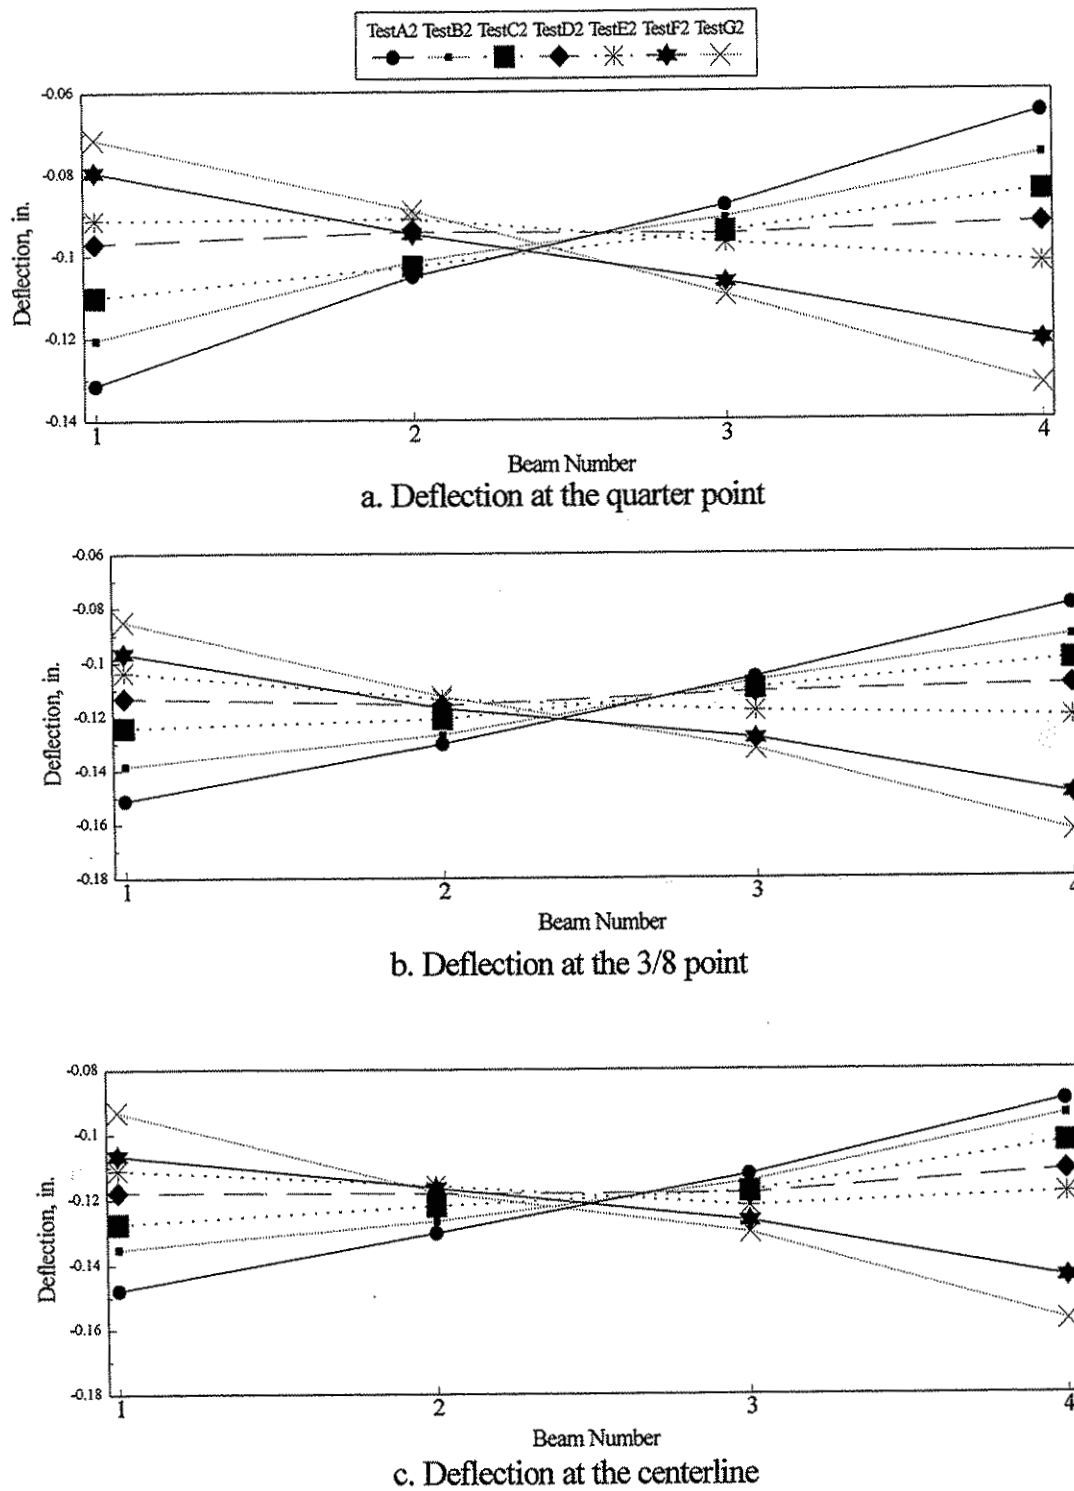 TestA2 TestB2 TestC2 TestD2 TestE2 TestF2 TestG2
-0.06
-0.08
-0.1
-0.12
-0.14
Deflection, in.
1 2 3 4
Beam Number
a. Deflection at the quarter point
-0.06
-0.08
-0.1
-0.12
-0.14
-0.16
-0.18
Deflection, in.
1 2 3 4
Beam Number
b. Deflection at the 3/8 point
-0.08
-0.1
-0.12
-0.14
-0.16
-0.18
Deflection, in.
1 2 3 4
Beam Number
c. Deflection at the centerline